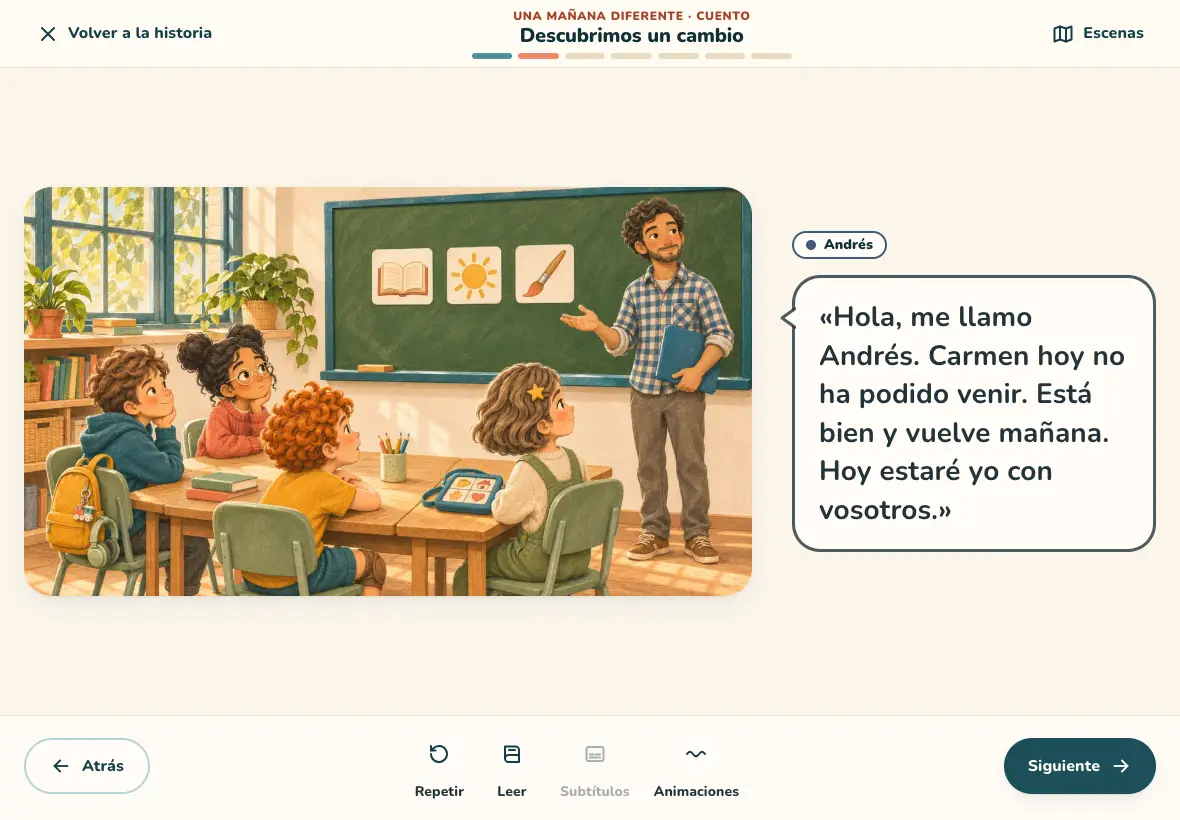 Volver a la historia
UNA MAÑANA DIFERENTE · CUENTO
Descubrimos un cambio
Escenas
Andrés
«Hola, me llamo
Andrés. Carmen hoy no
ha podido venir. Está
bien y vuelve mañana.
Hoy estaré yo con
vosotros.»
Atrás
Repetir
Leer
Subtítulos
Animaciones
Siguiente